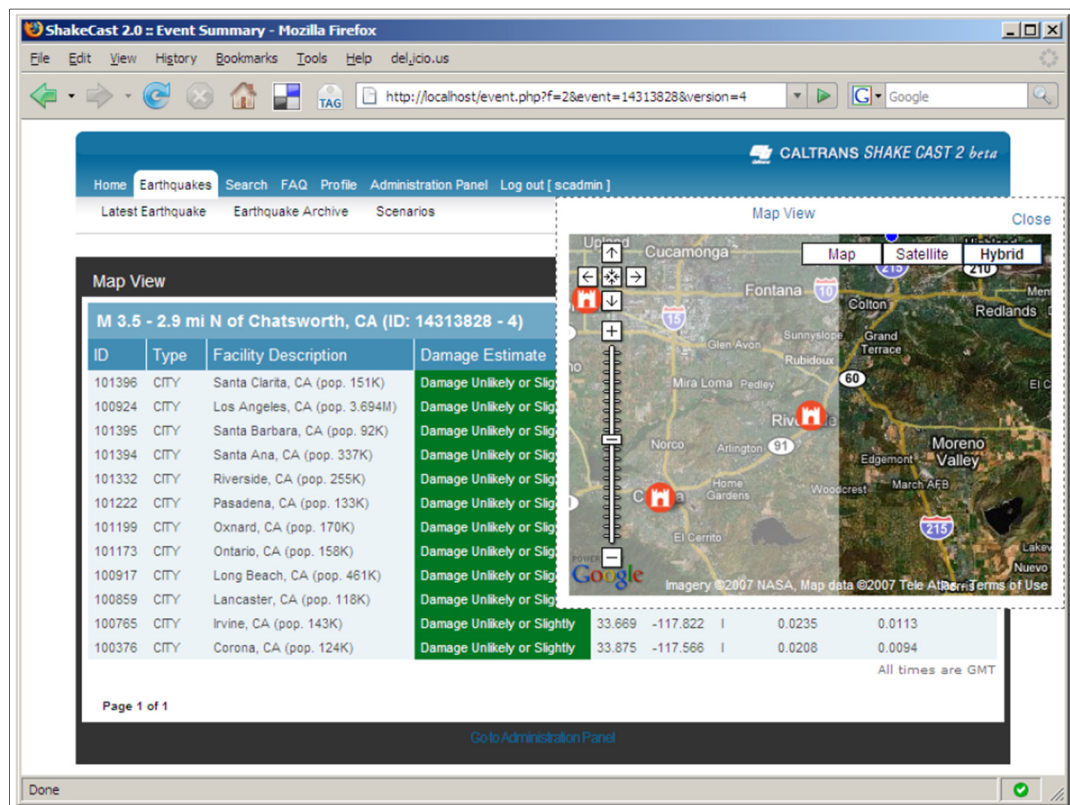 ShakeCast 2.0 :: Event Summary - Mozilla Firefox
File Edit View History Bookmarks Tools Help del.icio.us
TAG http://localhost/event.php?f=2&event=14313828&version=4 G Google
CALTRANS SHAKE CAST 2 beta
Home Earthquakes Search FAQ Profile Administration Panel Log out [ scadmin ]
Latest Earthquake Earthquake Archive Scenarios
Map View Close
Map Satellite Hybrid
Upland Cucamonga
215 210
Fontana 10
Colton
Redlands
15
Glen Avon Sunnyslope Grand Terrace
Rubidoux
60
Mira Loma Pedley
Norco Arlington 91
Moreno Valley
Edgemont
Home Gardens Woodcrest March AFB
El Cerrito
215
Nuevo
POWERED
Google
Imagery ©2007 NASA, Map data ©2007 Tele Atlas - Terms of Use
Perris
Map View
M 3.5 - 2.9 mi N of Chatsworth, CA (ID: 14313828 - 4)
ID Type Facility Description Damage Estimate
101396 CITY Santa Clarita, CA (pop. 151K) Damage Unlikely or Slig
100924 CITY Los Angeles, CA (pop. 3.694M) Damage Unlikely or Slig
101395 CITY Santa Barbara, CA (pop. 92K) Damage Unlikely or Slig
101394 CITY Santa Ana, CA (pop. 337K) Damage Unlikely or Slig
101332 CITY Riverside, CA (pop. 255K) Damage Unlikely or Slig
101222 CITY Pasadena, CA (pop. 133K) Damage Unlikely or Slig
101199 CITY Oxnard, CA (pop. 170K) Damage Unlikely or Slig
101173 CITY Ontario, CA (pop. 158K) Damage Unlikely or Slig
100917 CITY Long Beach, CA (pop. 461K) Damage Unlikely or Slig
100859 CITY Lancaster, CA (pop. 118K) Damage Unlikely or Slig
100765 CITY Irvine, CA (pop. 143K) Damage Unlikely or Slightly 33.669 -117.822 I 0.0235 0.0113
100376 CITY Corona, CA (pop. 124K) Damage Unlikely or Slightly 33.875 -117.566 I 0.0208 0.0094
All times are GMT
Page 1 of 1
Go to Administration Panel
Done